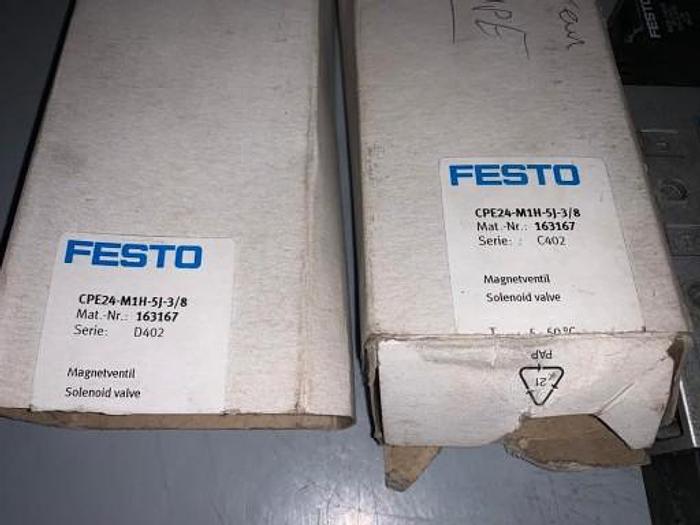 FESTO
CPE24-M1H-5J-3/8
Mat.-Nr.: 163167
Serie: D402
Magnetventil
Solenoid valve
FESTO
CPE24-M1H-5J-3/8
Mat.-Nr.: 163167
Serie: : C402
Magnetventil
Solenoid valve
PAP
21
FESTO